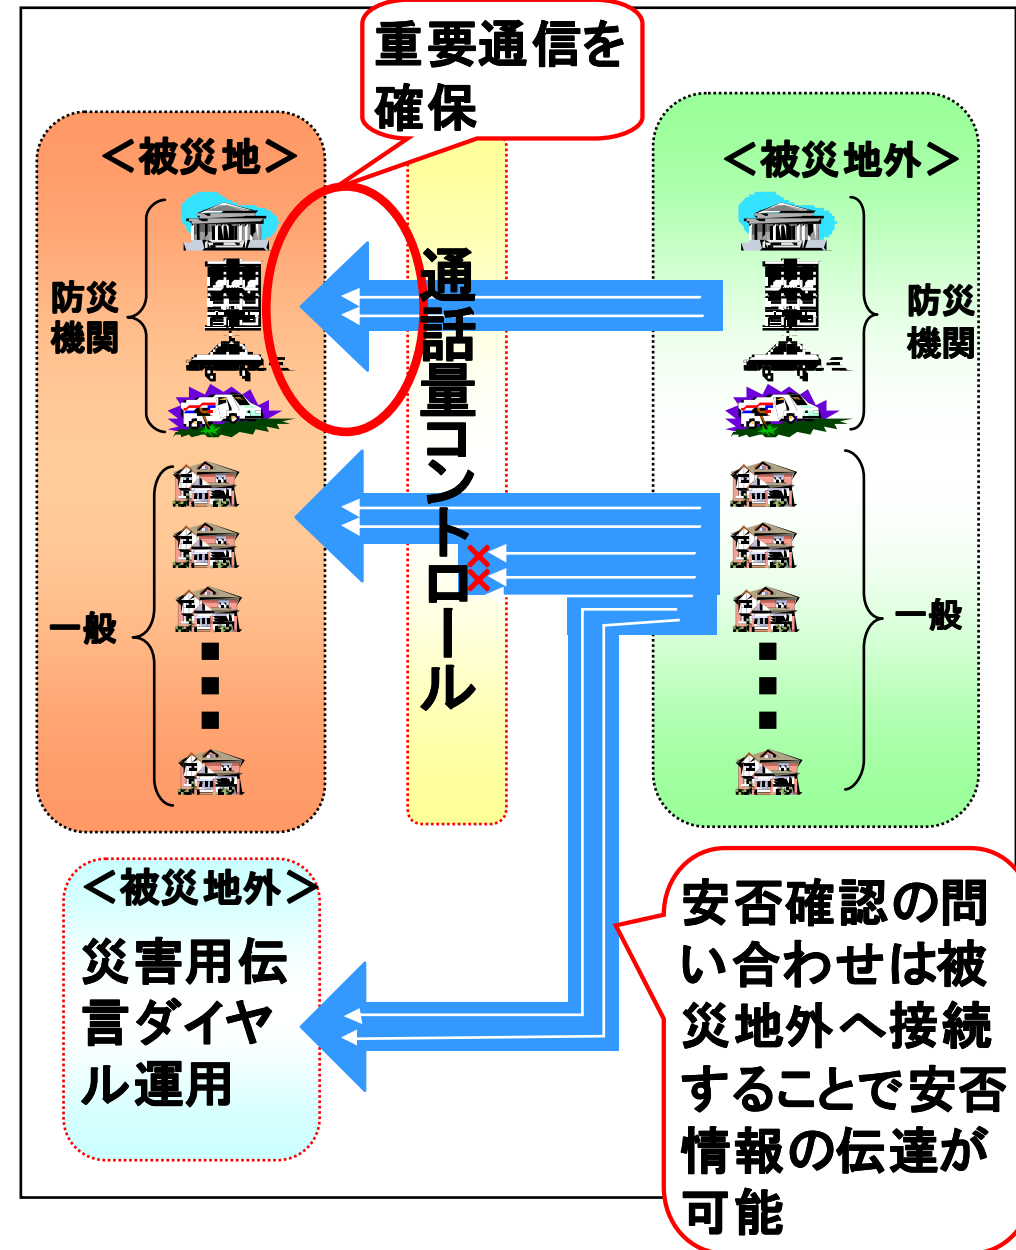 重要通信を
確保
＜被災地＞
防災
機関
一般
通話量コントロール
＜被災地外＞
防災
機関
一般
＜被災地外＞
災害用伝
言ダイヤ
ル運用
安否確認の問
い合わせは被
災地外へ接続
することで安否
情報の伝達が
可能